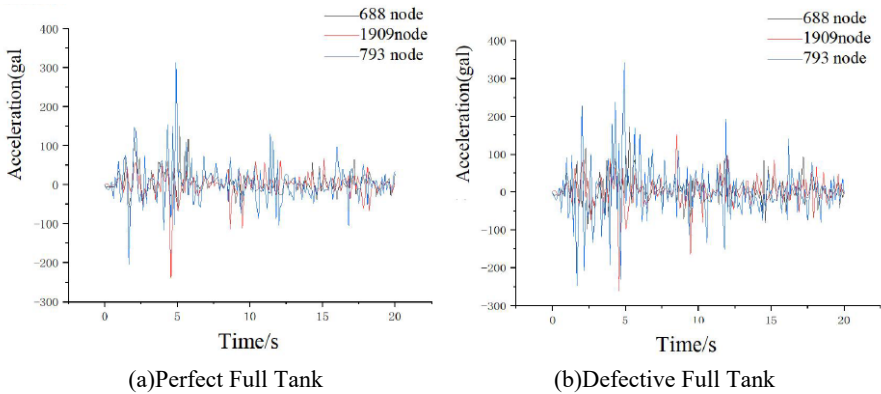 688 node
1909node
793 node
Acceleration(gal)
400
300
200
100
0
−100
−200
−300
0
5
10
15
20
Time/s
(a)Perfect Full Tank
688 node
1909node
793 node
Acceleration(gal)
400
300
200
100
0
−100
−200
−300
0
5
10
15
20
Time/s
(b)Defective Full Tank